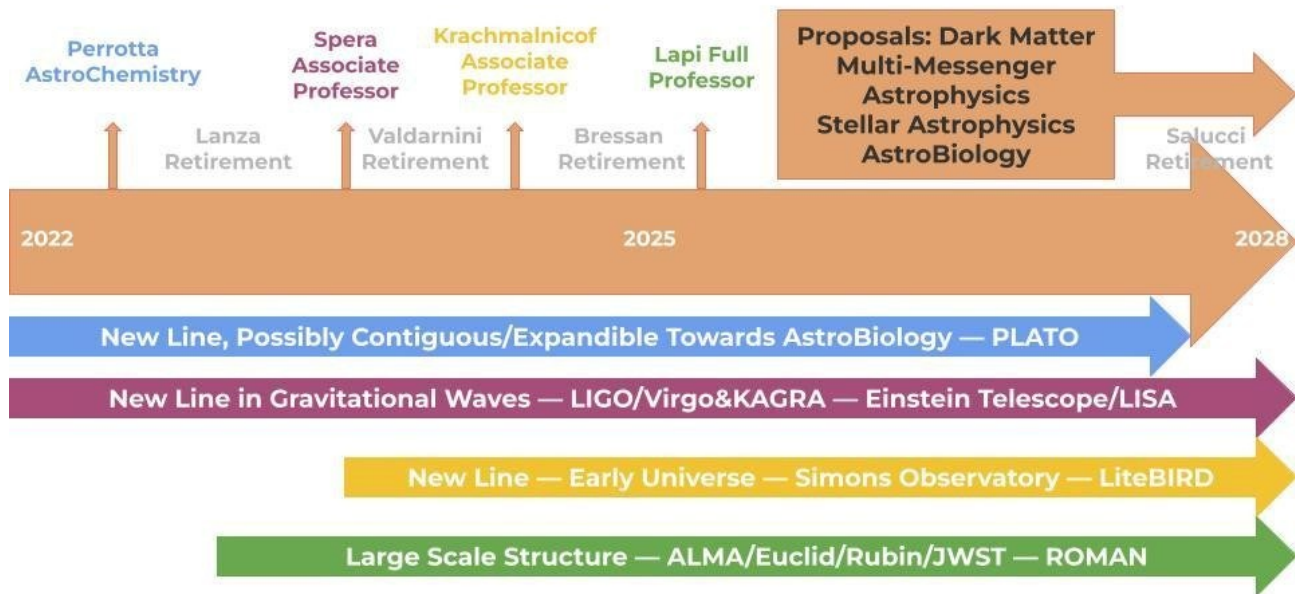 Perrotta
AstroChemistry
Spera
Associate
Professor
Krachmalnicof
Associate
Professor
Lapi Full
Professor
Proposals: Dark Matter
Multi-Messenger
Astrophysics
Stellar Astrophysics
AstroBiology
Lanza
Retirement
Valdarnini
Retirement
Bressan
Retirement
Salucci
Retirement
2022
2025
2028
New Line, Possibly Contiguous/Expandible Towards AstroBiology — PLATO
New Line in Gravitational Waves — LIGO/Virgo&KAGRA — Einstein Telescope/LISA
New Line — Early Universe — Simons Observatory — LiteBIRD
Large Scale Structure — ALMA/Euclid/Rubin/JWST — ROMAN